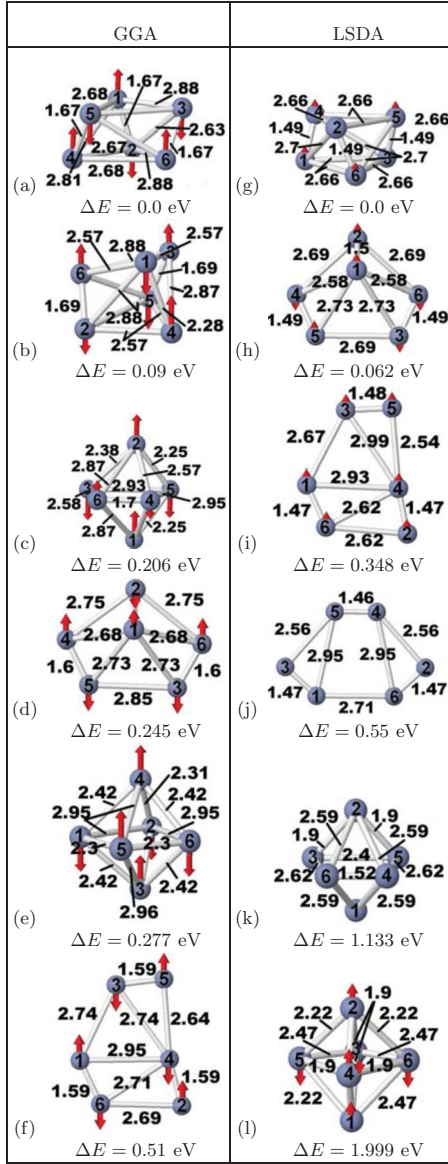 GGA
LSDA
2.68 1 1.67 2.88
1.67 5 3
2.63
4 2.67 2 6 1.67
2.81 2.68 2.88
(a)
ΔE = 0.0 eV
2.66 2.66 2.66
4 2 5
1.49 1.49 1.49
2.7 2.7
1 6 3
2.66 2.66
(g)
ΔE = 0.0 eV
2.57 2.88 2.57
6 1 3
1.69
1.69 5 2.87
2.88
2 4 2.28
2.57
(b)
ΔE = 0.09 eV
2
2.69 1.5 2.69
2.58 1 2.58
4 6
1.49 2.73 2.73 1.49
5 3
2.69
(h)
ΔE = 0.062 eV
2
2.38 2.25
2.87 2.57
3 2.93 5
2.58 6 1.7 4 2.95
2.87 1 2.25
(c)
ΔE = 0.206 eV
1.48
3 5
2.67 2.99 2.54
1 2.93 4
1.47 2.62 1.47
6 2
2.62
(i)
ΔE = 0.348 eV
2.75 2 2.75
4 2.68 1 2.68 6
1.6 2.73 2.73 1.6
5 3
2.85
(d)
ΔE = 0.245 eV
1.46
5 4
2.56 2.56
3 2.95 2.95 2
1.47 1 6 1.47
2.71
(j)
ΔE = 0.55 eV
4
2.42 2.31
2.95 2.42
1 2 2.95
2.3 5 2.3 6
2.42 3 2.42
2.96
(e)
ΔE = 0.277 eV
2
2.59 1.9
1.9 2.59
3 2.4 5
2.62 6 1.52 4 2.62
2.59 1 2.59
(k)
ΔE = 1.133 eV
1.59
3 5
2.74 2.74 2.64
1 2.95 4
1.59 2.71 1.59
6 2
2.69
(f)
ΔE = 0.51 eV
1.9
2
2.22 2.22
2.47 3 2.47
5 1.9 4 1.9 6
2.22 2.47
1
(l)
ΔE = 1.999 eV